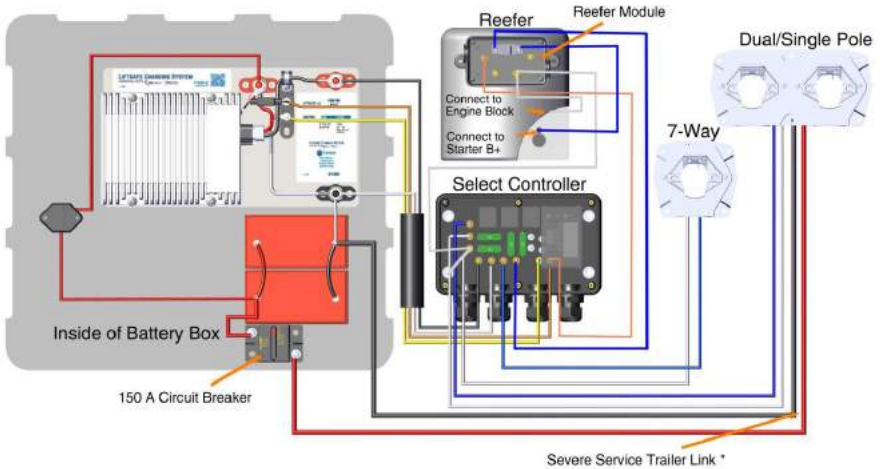 Reefer Module
Reefer
Dual/Single Pole
LIFTGATE CHARGING SYSTEM
Connect to
Engine Block
7-Way
Connect to
Starter B+
Select Controller
Inside of Battery Box
150 A Circuit Breaker
Severe Service Trailer Link *